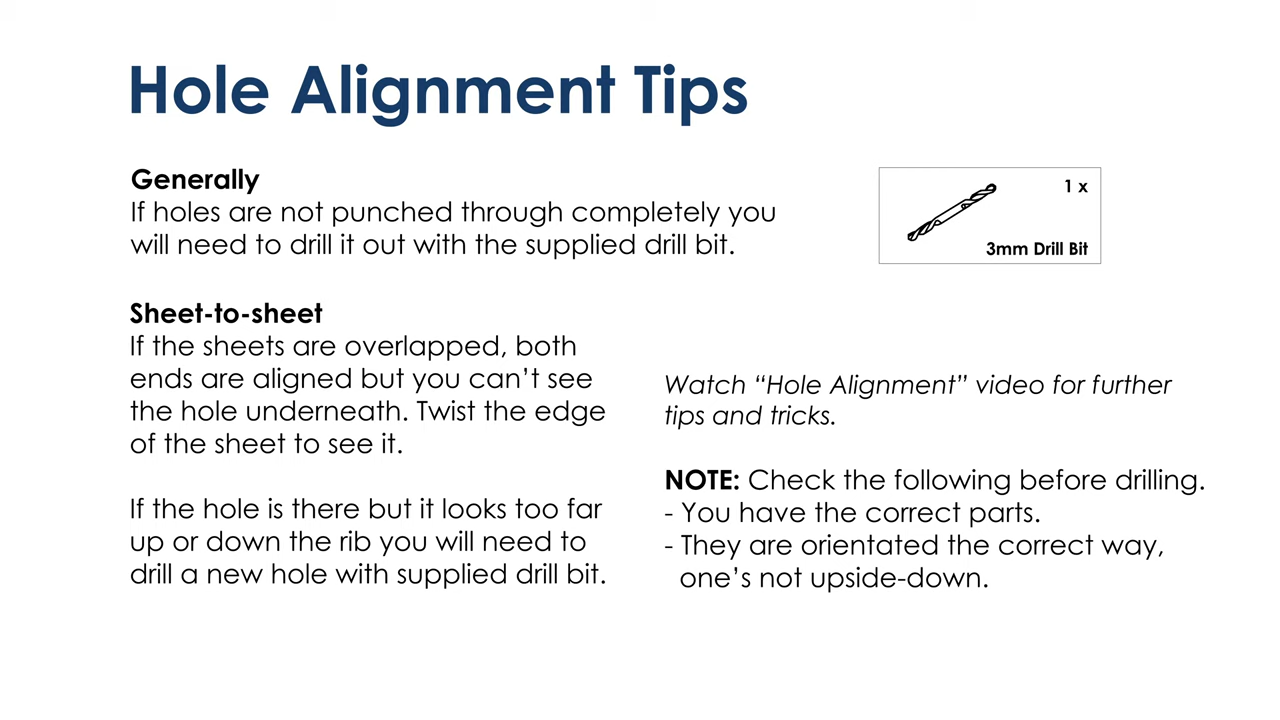 Hole Alignment Tips
Generally
If holes are not punched through completely you
will need to drill it out with the supplied drill bit.
1 x
3mm Drill Bit
Sheet-to-sheet
If the sheets are overlapped, both
ends are aligned but you can’t see
the hole underneath. Twist the edge
of the sheet to see it.
If the hole is there but it looks too far
up or down the rib you will need to
drill a new hole with supplied drill bit.
Watch “Hole Alignment” video for further
tips and tricks.
NOTE: Check the following before drilling.
- You have the correct parts.
- They are orientated the correct way,
one’s not upside-down.